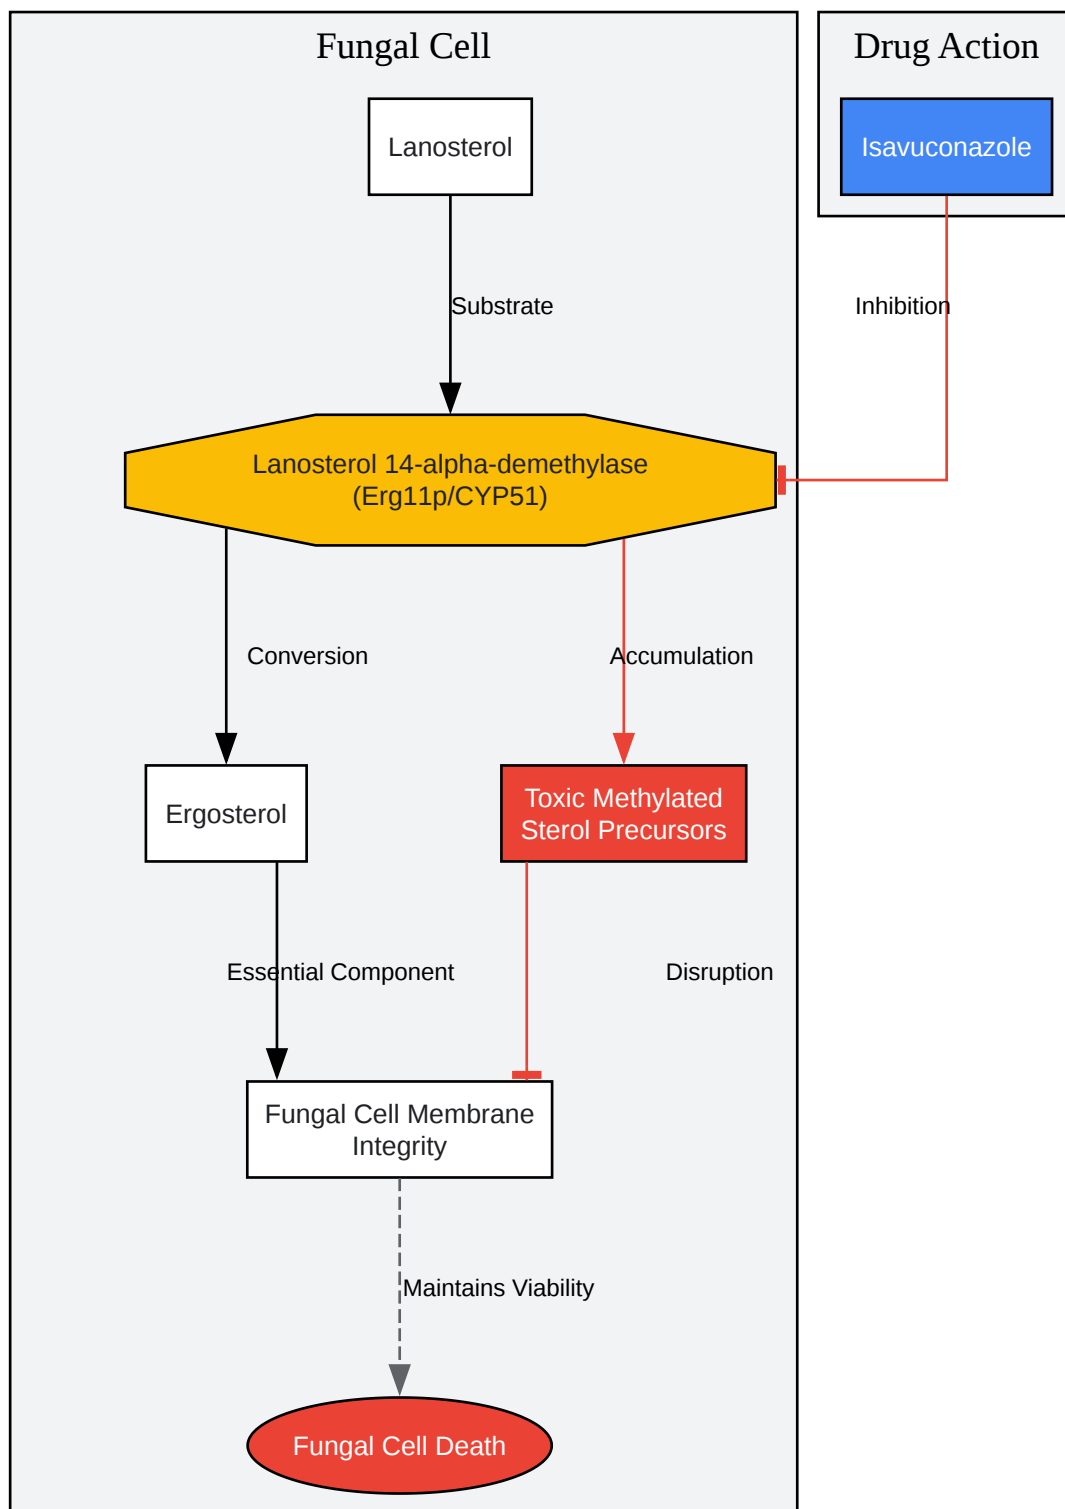 Fungal Cell
Drug Action
Lanosterol
Isavuconazole
Substrate
Inhibition
Lanosterol 14-alpha-demethylase
(Erg11p/CYP51)
Conversion
Accumulation
Ergosterol
Toxic Methylated
Sterol Precursors
Essential Component
Disruption
Fungal Cell Membrane
Integrity
Maintains Viability
Fungal Cell Death